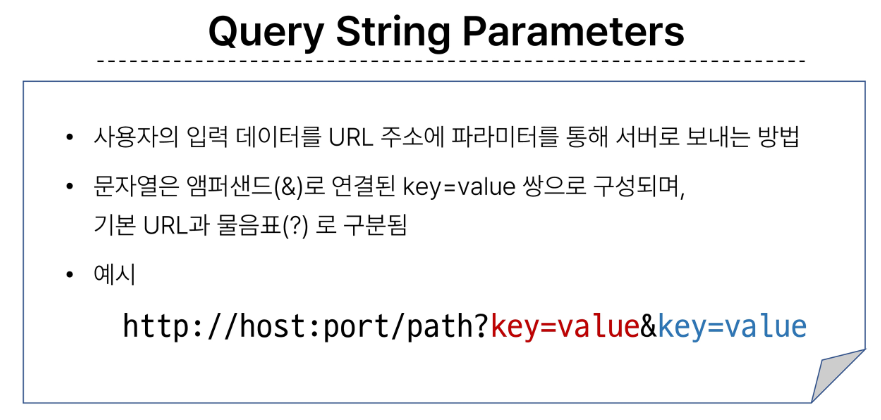 Query String Parameters
• 사용자의 입력 데이터를 URL 주소에 파라미터를 통해 서버로 보내는 방법
• 문자열은 앰퍼샌드(&)로 연결된 key=value 쌍으로 구성되며,
기본 URL과 물음표(?) 로 구분됨
• 예시
http://host:port/path?key=value&key=value